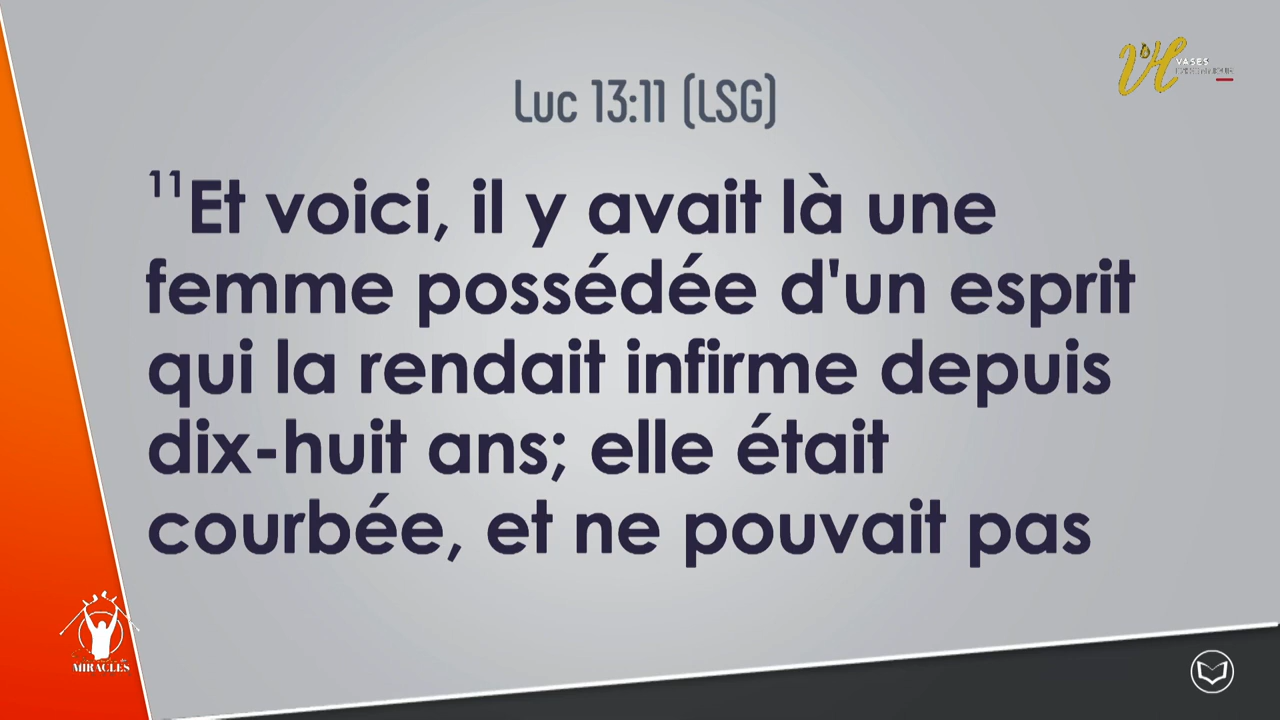 VH VASES
Luc 13:11 (LSG)
11Et voici, il y avait là une
femme possédée d'un esprit
qui la rendait infirme depuis
dix-huit ans; elle était
courbée, et ne pouvait pas
MIRACLES